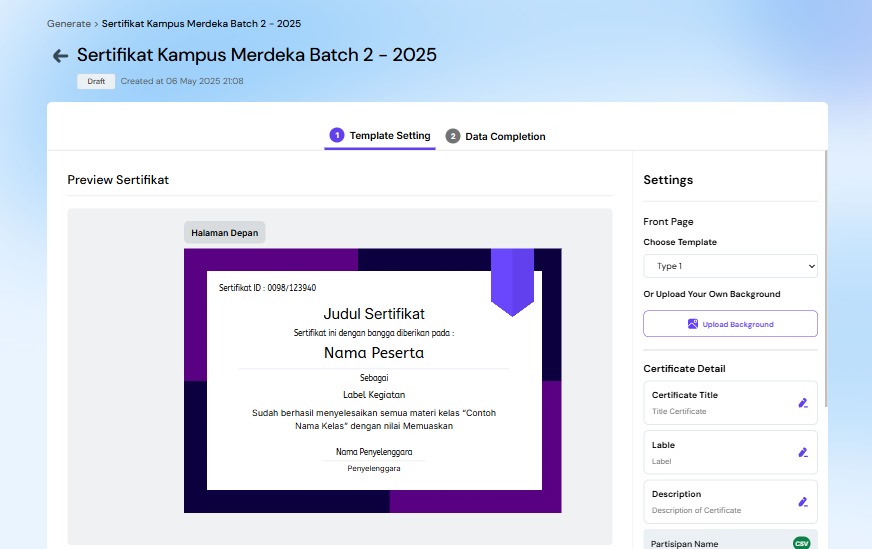 Generate > Sertifikat Kampus Merdeka Batch 2 - 2025
Sertifikat Kampus Merdeka Batch 2 - 2025
Draft Created at 06 May 2025 21:08
1 Template Setting 2 Data Completion
Preview Sertifikat
Halaman Depan
Sertifikat ID : 0098/123940
Judul Sertifikat
Sertifikat ini dengan bangga diberikan pada :
Nama Peserta
Sebagai
Label Kegiatan
Sudah berhasil menyelesaikan semua materi kelas “Contoh
Nama Kelas” dengan nilai Memuaskan
Nama Penyelenggara
Penyelenggara
Settings
Front Page
Choose Template
Type 1
Or Upload Your Own Background
Upload Background
Certificate Detail
Certificate Title
Title Certificate
Lable
Label
Description
Description of Certificate
Partisipan Name CSV